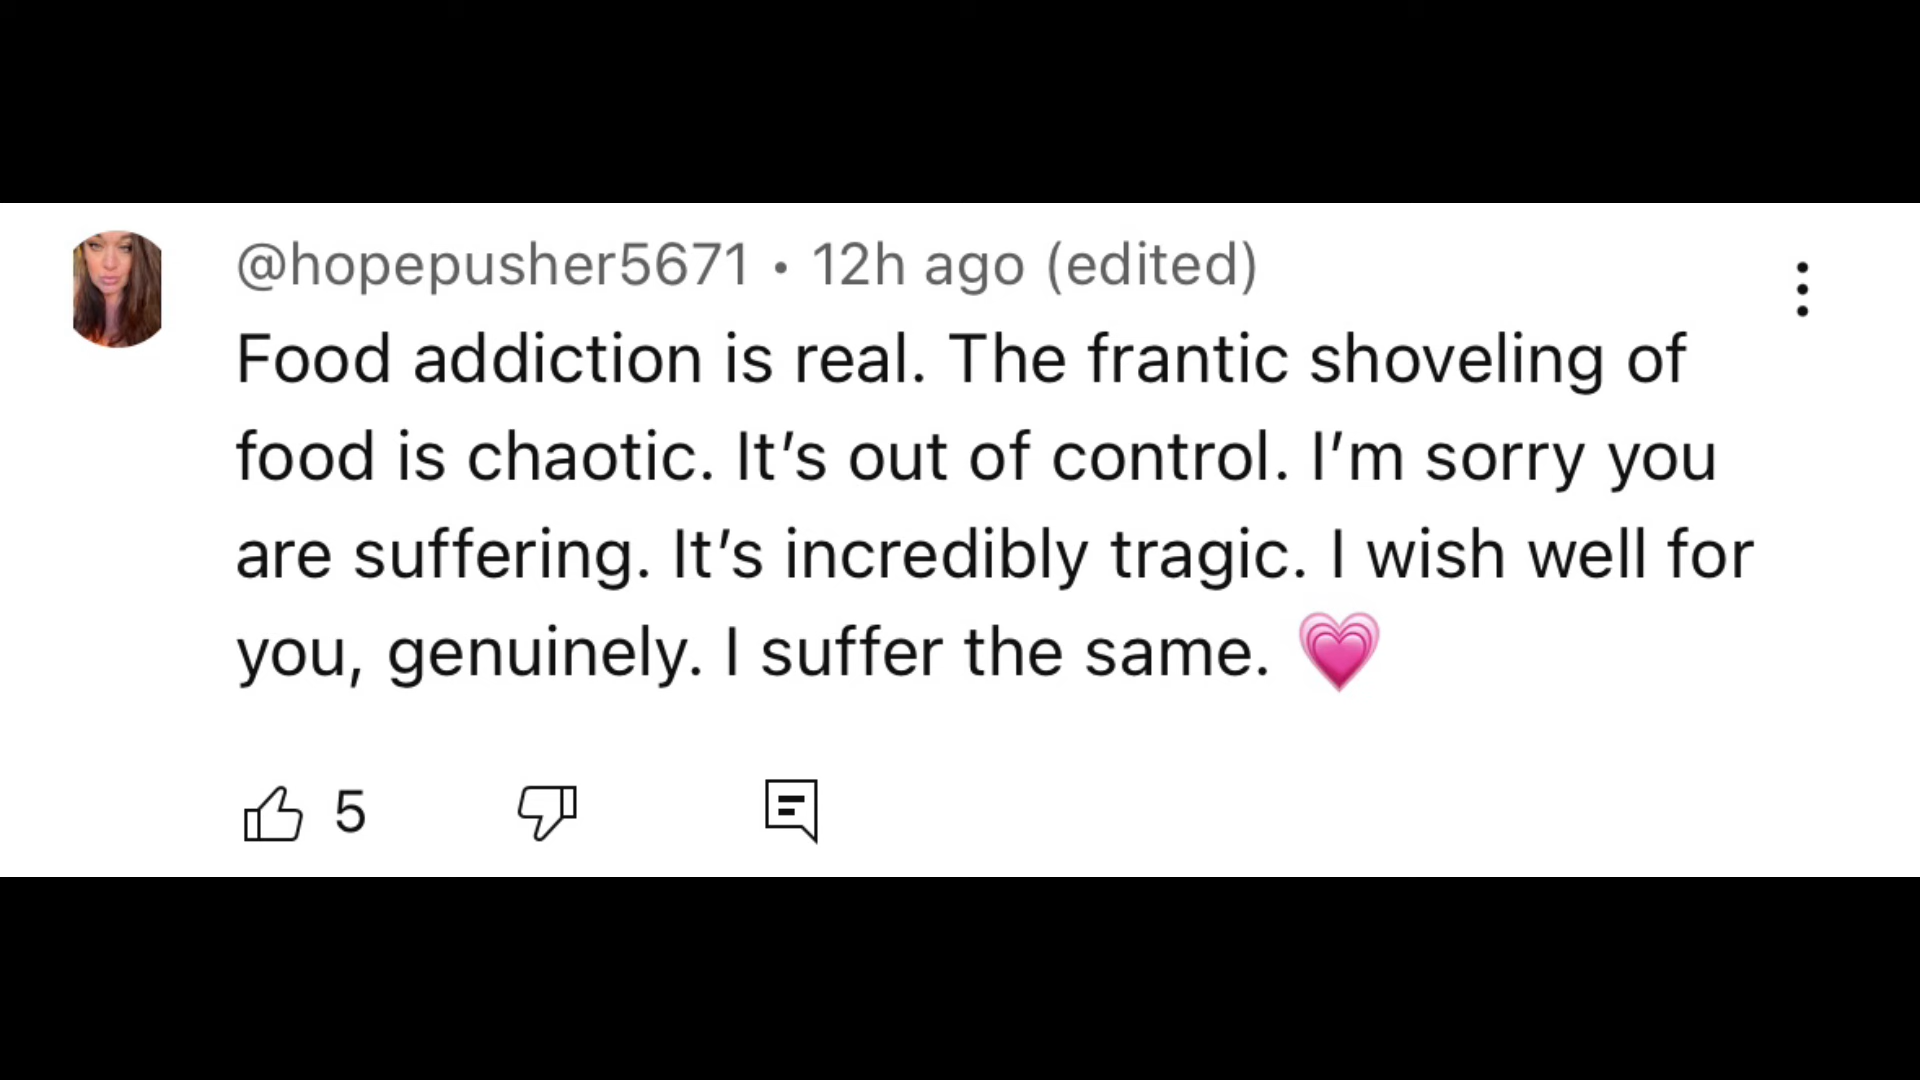 @hopepusher5671 • 12h ago (edited)
Food addiction is real. The frantic shoveling of
food is chaotic. It’s out of control. I’m sorry you
are suffering. It’s incredibly tragic. I wish well for
you, genuinely. I suffer the same. 💗
5